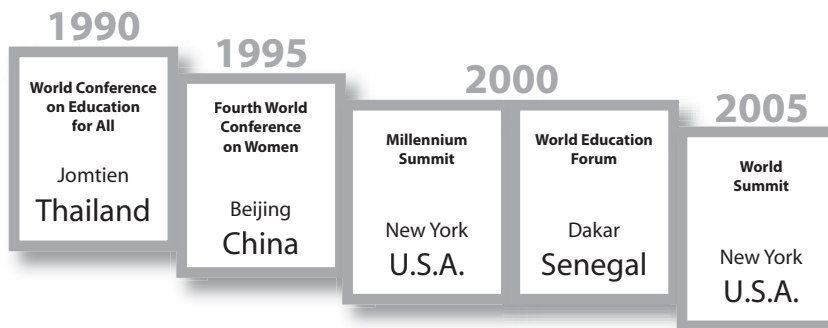 1990
World Conference
on Education
for All
Jomtien
Thailand
1995
Fourth World
Conference
on Women
Beijing
China
2000
Millennium
Summit
New York
U.S.A.
World Education
Forum
Dakar
Senegal
2005
World
Summit
New York
U.S.A.